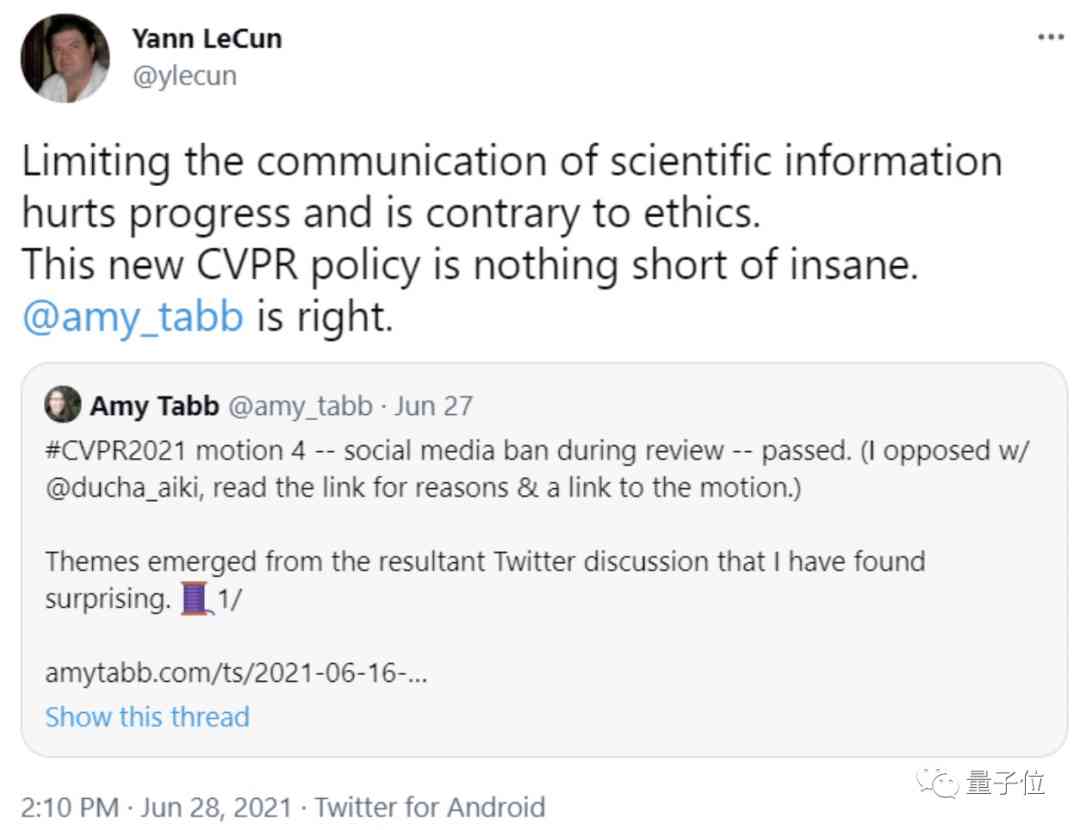 Yann LeCun
@ylecun
Limiting the communication of scientific information
hurts progress and is contrary to ethics.
This new CVPR policy is nothing short of insane.
@amy_tabb is right.
Amy Tabb @amy_tabb · Jun 27
#CVPR2021 motion 4 -- social media ban during review -- passed. (I opposed w/
@ducha_aiki, read the link for reasons & a link to the motion.)
Themes emerged from the resultant Twitter discussion that I have found
surprising. 🧵1/
amytabb.com/ts/2021-06-16-...
Show this thread
量子位
2:10 PM · Jun 28, 2021 · Twitter for Android